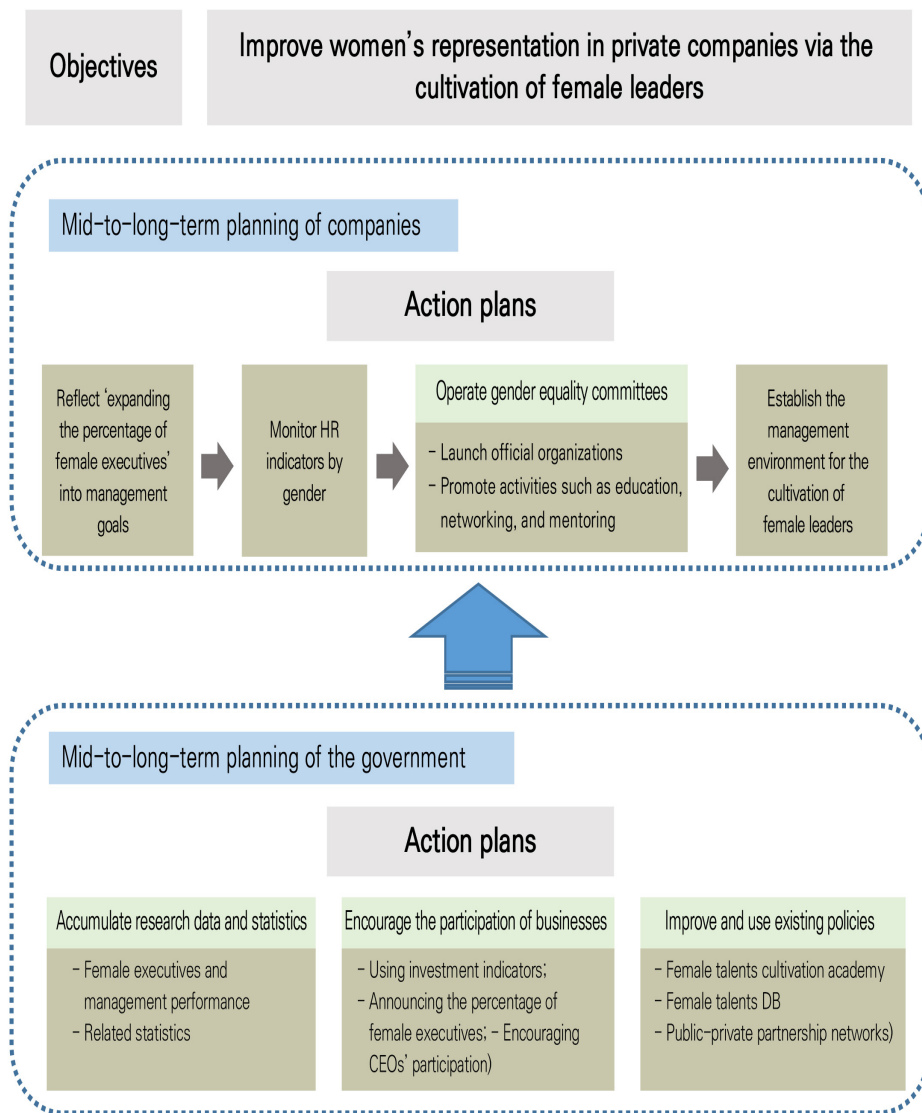 Objectives
Improve women's representation in private companies via the
cultivation of female leaders
Mid-to-long-term planning of companies
Action plans
Reflect ‘expanding
the percentage of
female executives’
into management
goals
Monitor HR
indicators by
gender
Operate gender equality committees
- Launch official organizations
- Promote activities such as education,
networking, and mentoring
Establish the
management
environment for the
cultivation of
female leaders
Mid-to-long-term planning of the government
Action plans
Accumulate research data and statistics
- Female executives and
management performance
- Related statistics
Encourage the participation of businesses
- Using investment indicators;
- Announcing the percentage of
female executives; - Encouraging
CEOs’ participation)
Improve and use existing policies
- Female talents cultivation academy
- Female talents DB
- Public-private partnership networks)